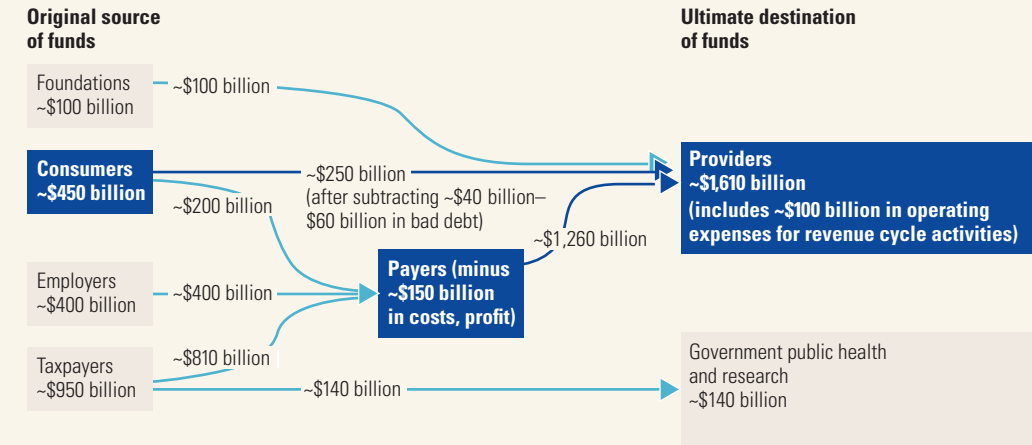 Original source
of funds
Ultimate destination
of funds
Foundations
~$100 billion
~$100 billion
Consumers
~$450 billion
~$250 billion
(after subtracting ~$40 billion–
$60 billion in bad debt)
~$200 billion
Providers
~$1,610 billion
(includes ~$100 billion in operating
expenses for revenue cycle activities)
~$1,260 billion
Payers (minus
~$150 billion
in costs, profit)
Employers
~$400 billion
~$400 billion
Taxpayers
~$950 billion
~$810 billion
~$140 billion
Government public health
and research
~$140 billion